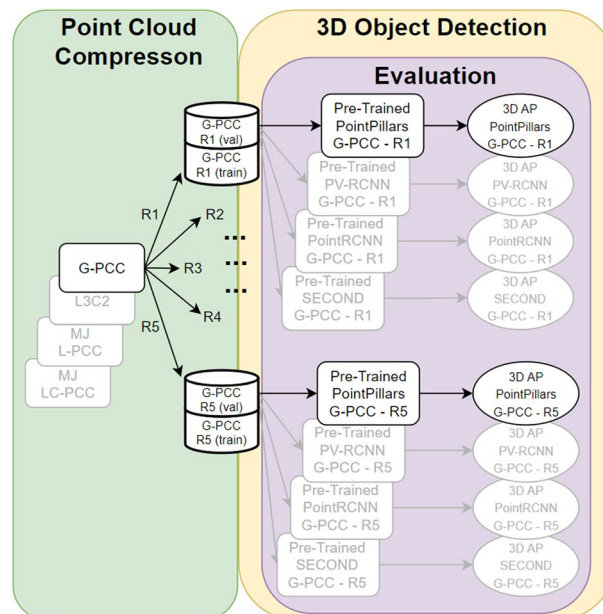 Point Cloud
Compresson
3D Object Detection
Evaluation
G-PCC
R1 (val)
G-PCC
R1 (train)
Pre-Trained
PointPillars
G-PCC - R1
3D AP
PointPillars
G-PCC - R1
Pre-Trained
PV-RCNN
G-PCC - R1
3D AP
PV-RCNN
G-PCC - R1
Pre-Trained
PointRCNN
G-PCC - R1
3D AP
PointRCNN
G-PCC - R1
Pre-Trained
SECOND
G-PCC - R1
3D AP
SECOND
G-PCC - R1
R1
R2
R3
R4
R5
...
...
...
G-PCC
L3C2
MJ
L-PCC
MJ
LC-PCC
G-PCC
R5 (val)
G-PCC
R5 (train)
Pre-Trained
PointPillars
G-PCC - R5
3D AP
PointPillars
G-PCC - R5
Pre-Trained
PV-RCNN
G-PCC - R5
3D AP
PV-RCNN
G-PCC - R5
Pre-Trained
PointRCNN
G-PCC - R5
3D AP
PointRCNN
G-PCC - R5
Pre-Trained
SECOND
G-PCC - R5
3D AP
SECOND
G-PCC - R5